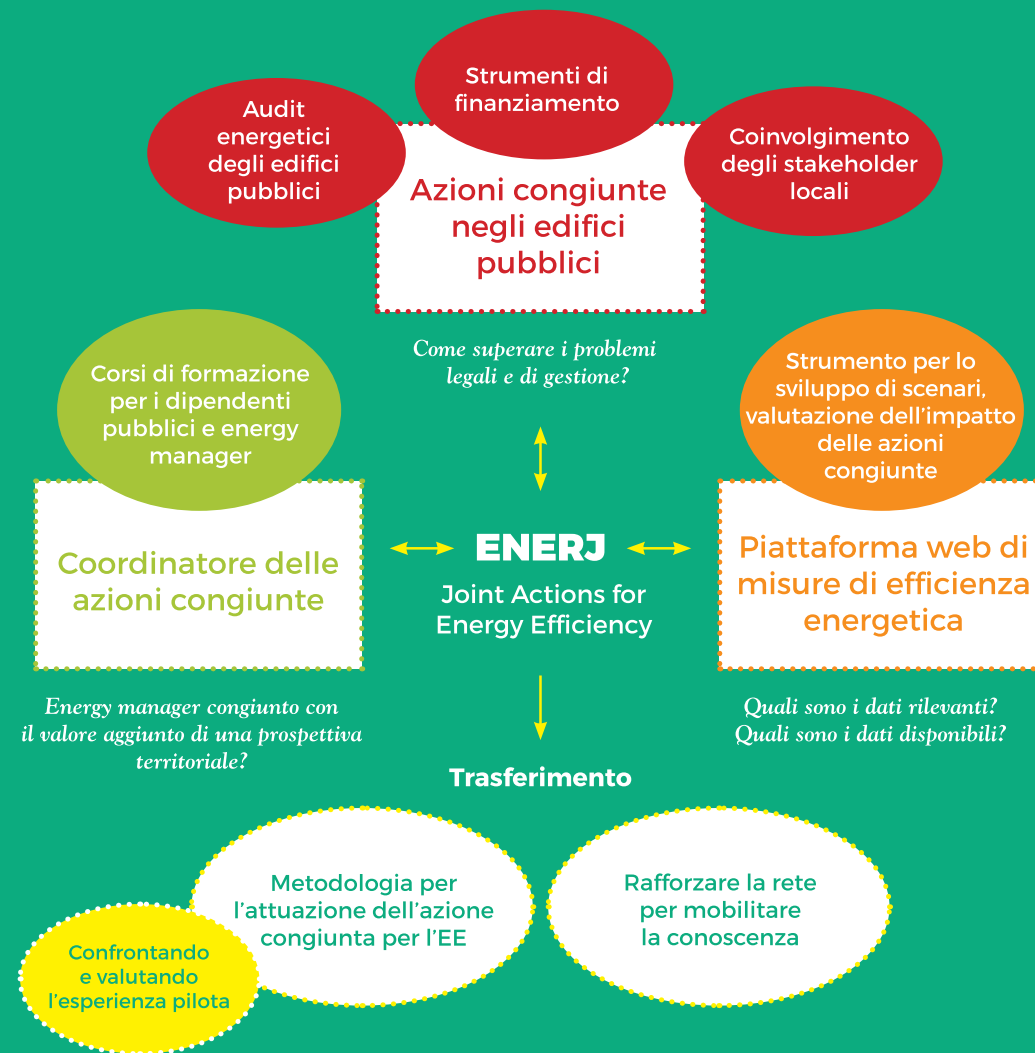 Strumenti di
finanziamento
Audit
energetici
degli edifici
pubblici
Coinvolgimento
degli stakeholder
locali
Azioni congiunte
negli edifici
pubblici
Come superare i problemi
legali e di gestione?
Corsi di formazione
per i dipendenti
pubblici e energy
manager
Strumento per lo
sviluppo di scenari,
valutazione dell’impatto
delle azioni
congiunte
Coordinatore delle
azioni congiunte
ENERJ
Joint Actions for
Energy Efficiency
Piattaforma web di
misure di efficienza
energetica
Energy manager congiunto con
il valore aggiunto di una prospettiva
territoriale?
Quali sono i dati rilevanti?
Quali sono i dati disponibili?
Trasferimento
Metodologia per
l’attuazione dell’azione
congiunta per l’EE
Rafforzare la rete
per mobilitare
la conoscenza
Confrontando
e valutando
l’esperienza pilota